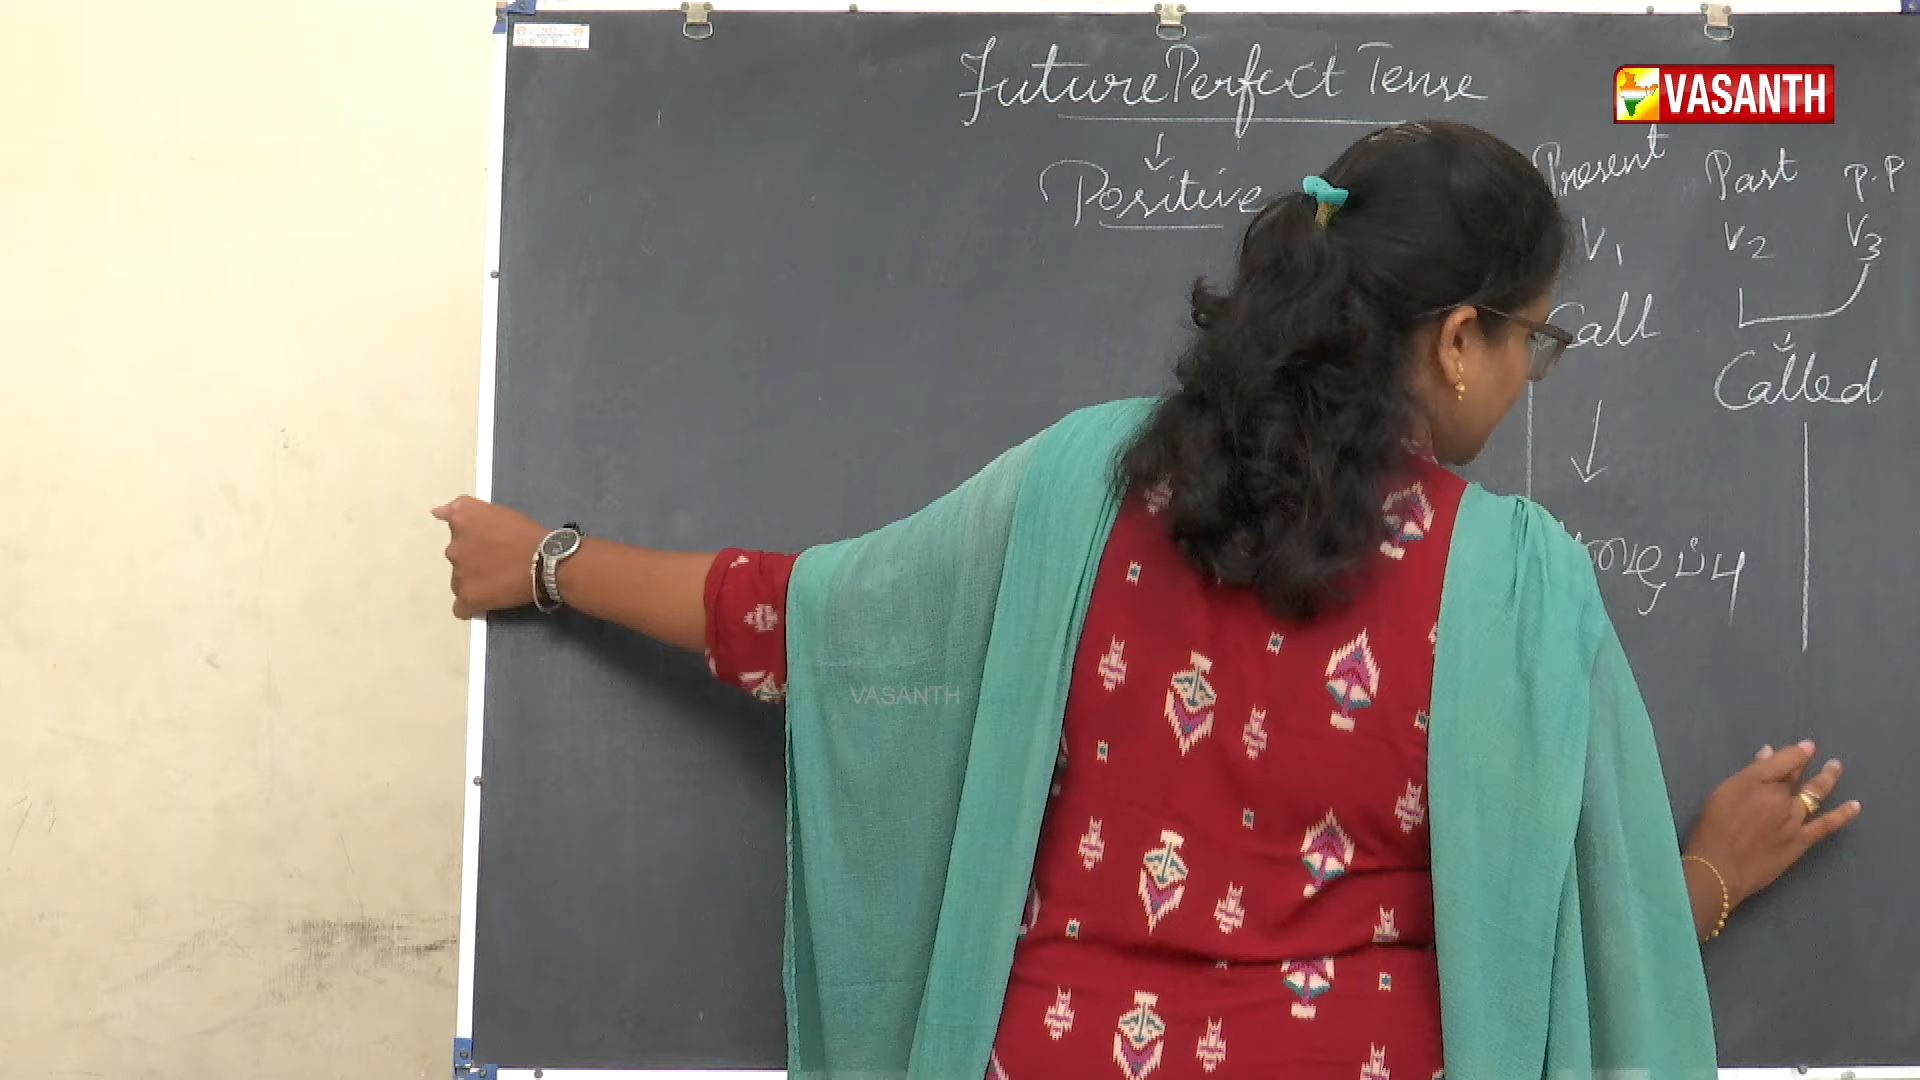 Future Perfect Tense
VASANTH
Positive
Present Past P.P
V1 V2 V3
Call
Called
VASANTH